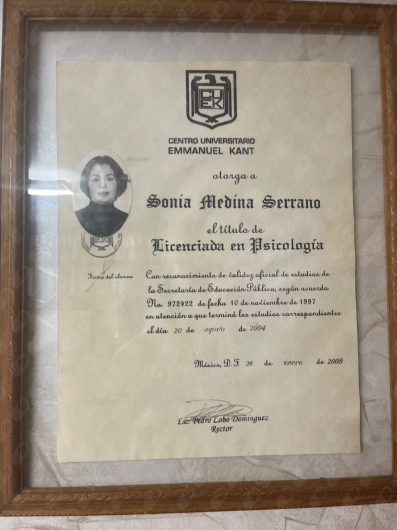 CUEK
CENTRO UNIVERSITARIO
EMMANUEL KANT
otorga a
Sonia Medina Serrano
el título de
Licenciada en Psicología
Firma del alumno
Con reconocimiento de validez oficial de estudios de
la Secretaría de Educación Pública, según acuerdo
No. 972422 de fecha 10 de noviembre de 1997
en atención a que terminó los estudios correspondientes
el día 20 de agosto de 2004
México, D. F. 24 de enero de 2008
Lic. Pedro Lobo Domínguez
Rector